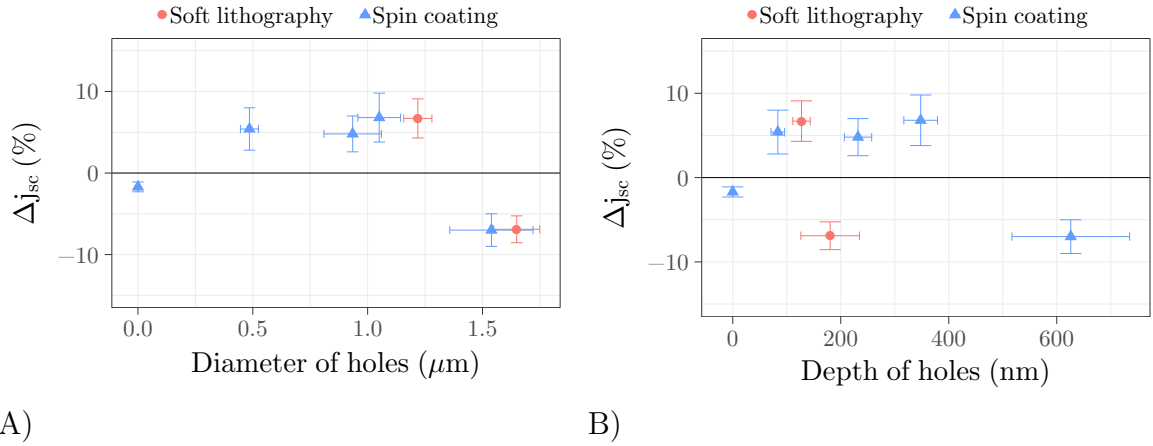 Soft lithography Spin coating
10
0
−10
Δjsc (%)
0.0 0.5 1.0 1.5
Diameter of holes (μm)
A)
Soft lithography Spin coating
10
0
−10
Δjsc (%)
0 200 400 600
Depth of holes (nm)
B)